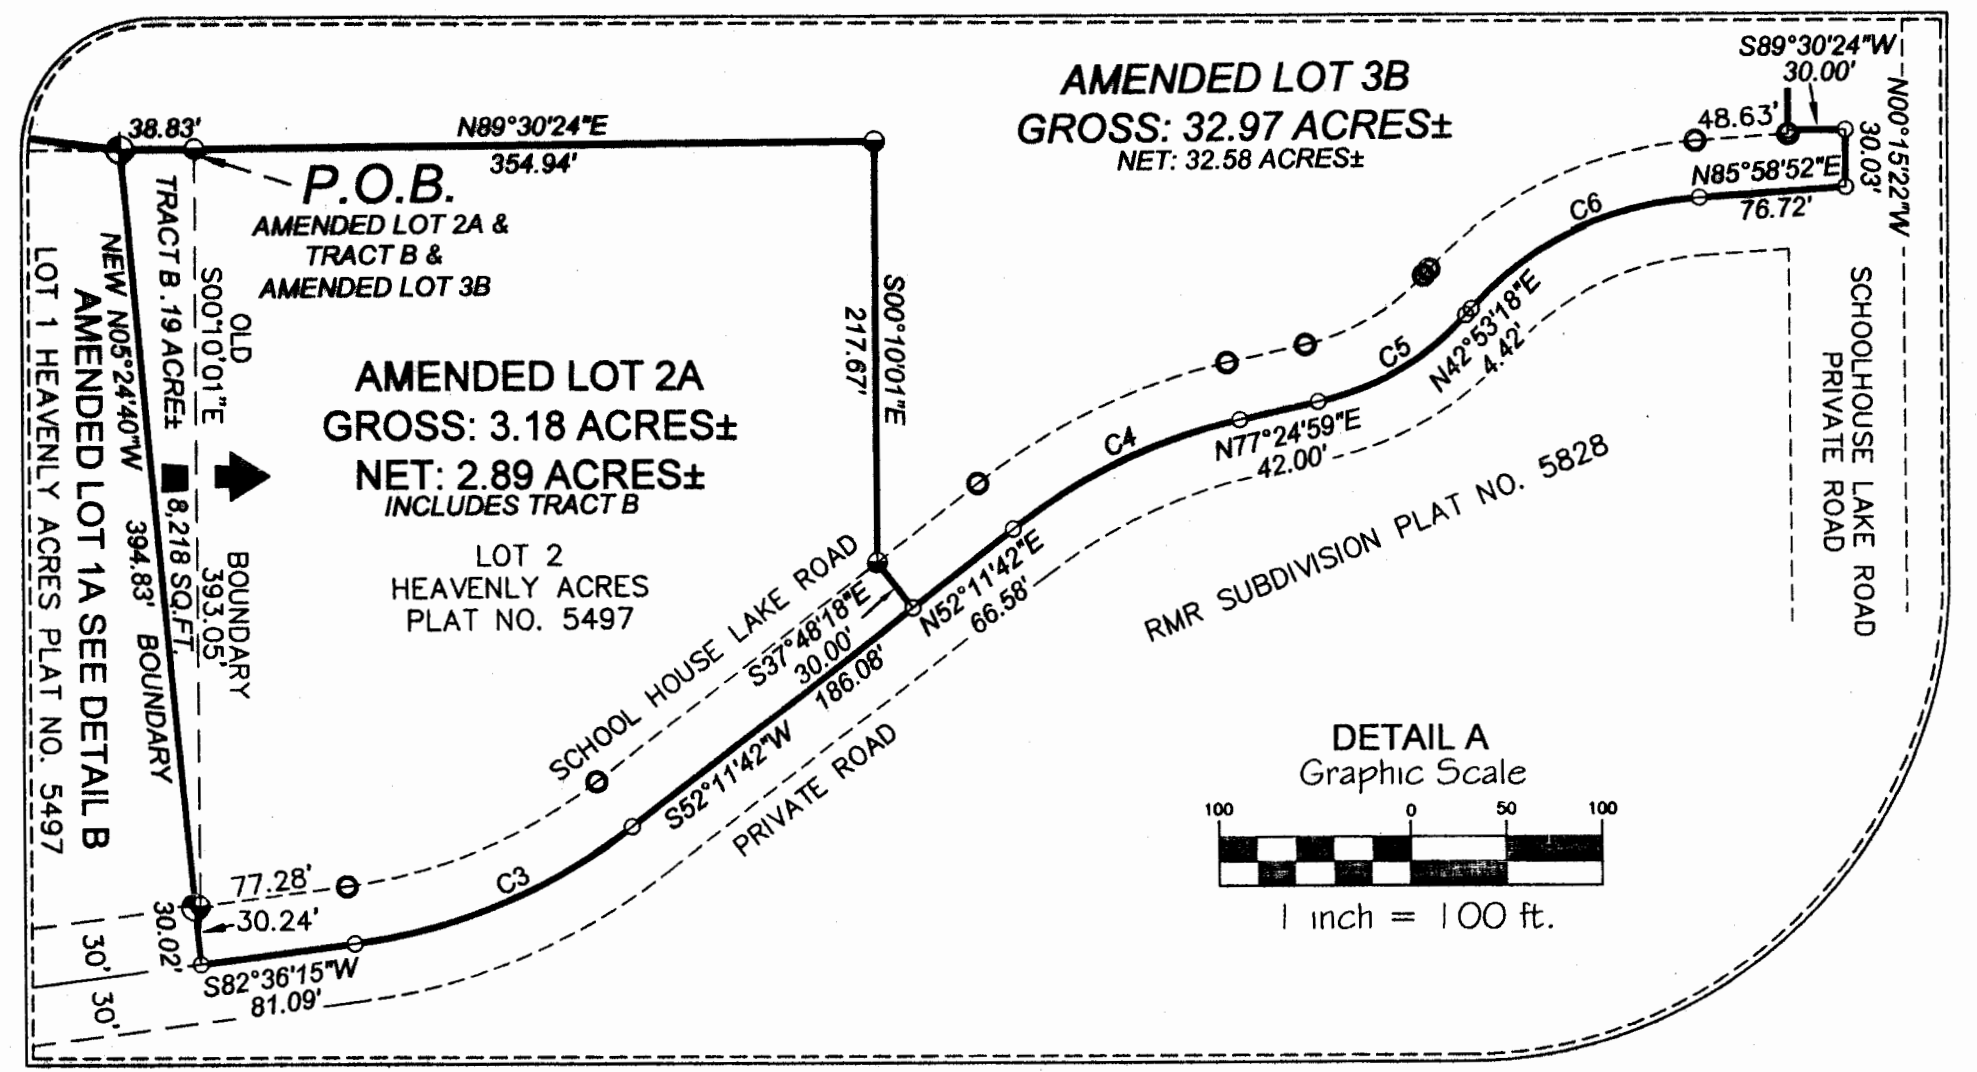 AMENDED LOT 3B
GROSS: 32.97 ACRES±
NET: 32.58 ACRES±
S89°30'24"W
30.00'
N00°15'22"W
30.03'
48.63'
N85°58'52"E
76.72'
C6
38.83'
N89°30'24"E
354.94'
P.O.B.
AMENDED LOT 2A &
TRACT B &
AMENDED LOT 3B
TRACT B .19 ACRE±
8,218 SQ.FT.
S00°10'01"E
OLD
BOUNDARY
393.05'
NEW N05°24'40"W
394.83' BOUNDARY
AMENDED LOT 1A SEE DETAIL B
LOT 1 HEAVENLY ACRES PLAT NO. 5497
S00°10'01"E
217.67'
AMENDED LOT 2A
GROSS: 3.18 ACRES±
NET: 2.89 ACRES±
INCLUDES TRACT B
LOT 2
HEAVENLY ACRES
PLAT NO. 5497
N42°53'18"E
4.42'
C5
N77°24'59"E
42.00'
C4
N52°11'42"E
66.58'
S37°48'18"E
30.00'
186.08'
S52°11'42"W
SCHOOL HOUSE LAKE ROAD
PRIVATE ROAD
RMR SUBDIVISION PLAT NO. 5828
SCHOOLHOUSE LAKE ROAD
PRIVATE ROAD
C3
77.28'
30.24'
30.02'
S82°36'15"W
81.09'
30'
30'
DETAIL A
Graphic Scale
100 0 50 100
1 inch = 100 ft.